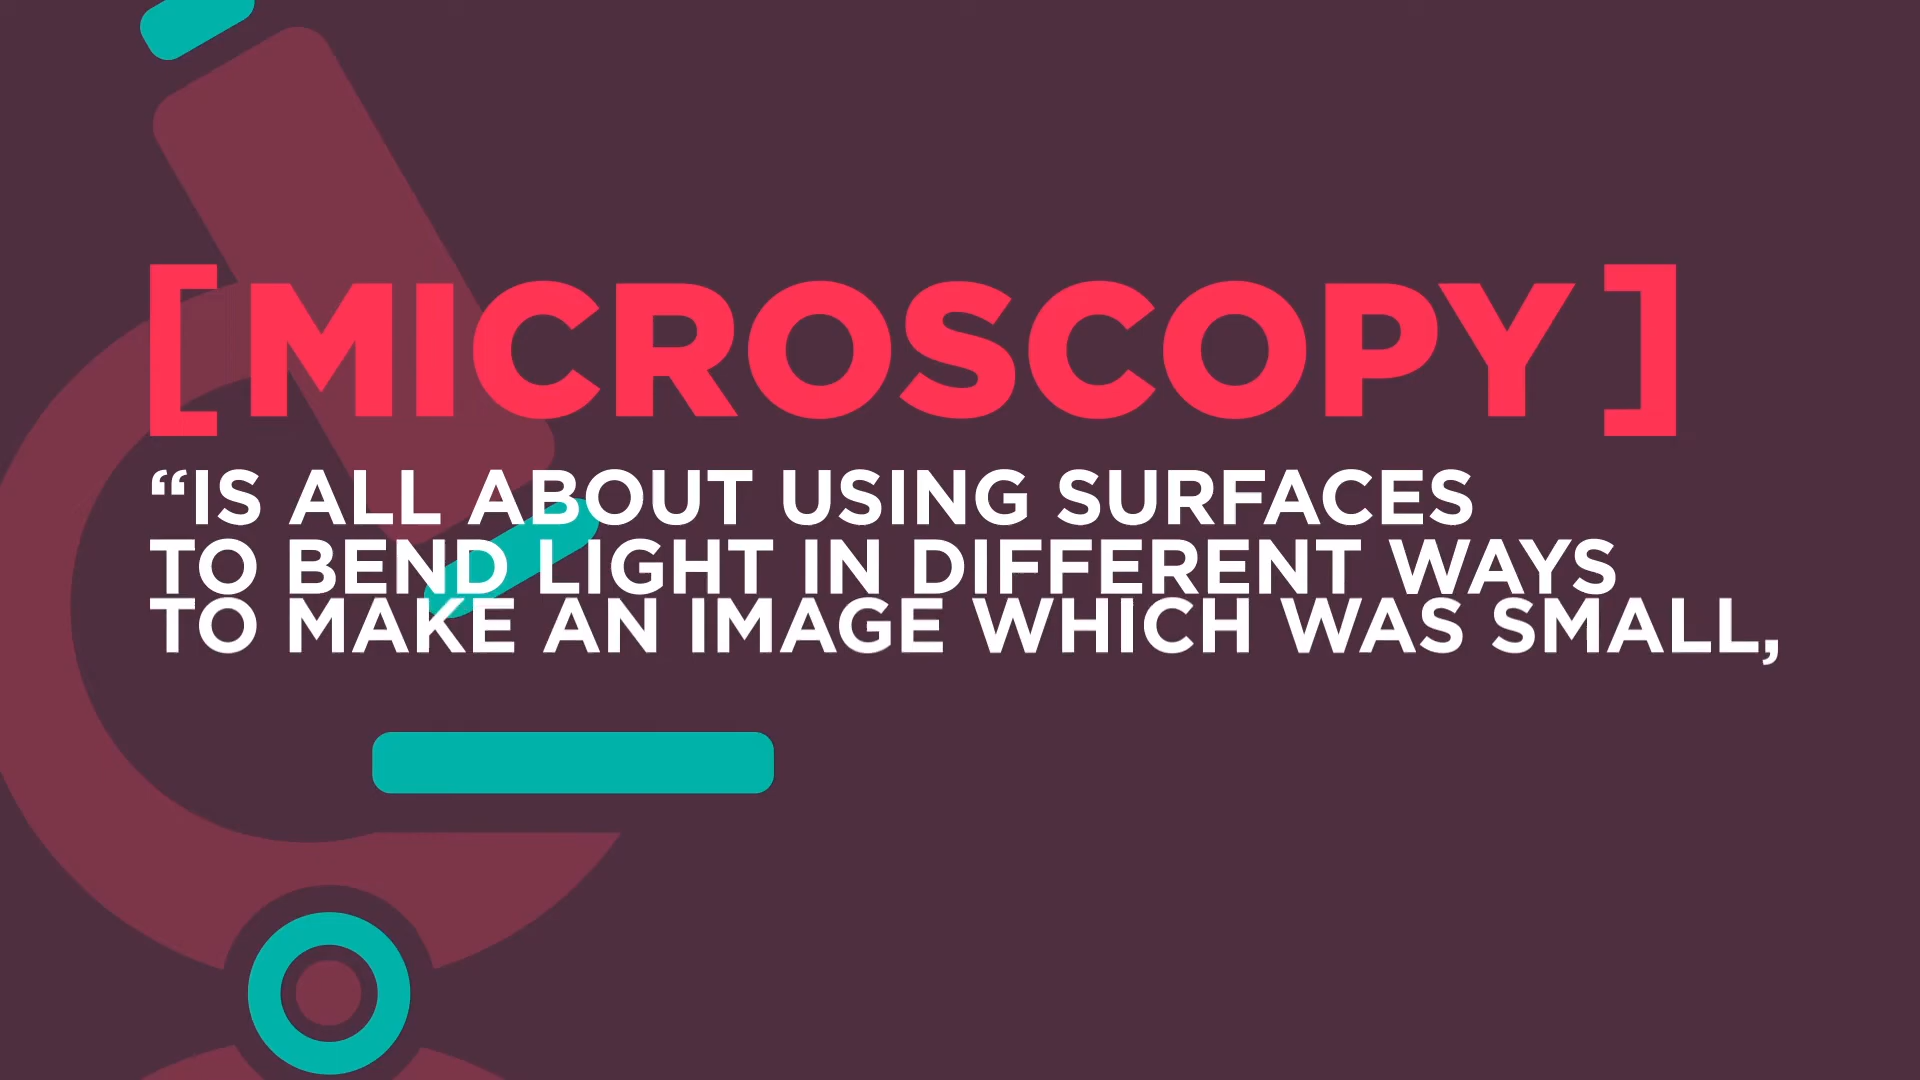 [MICROSCOPY]
“IS ALL ABOUT USING SURFACES
TO BEND LIGHT IN DIFFERENT WAYS
TO MAKE AN IMAGE WHICH WAS SMALL,